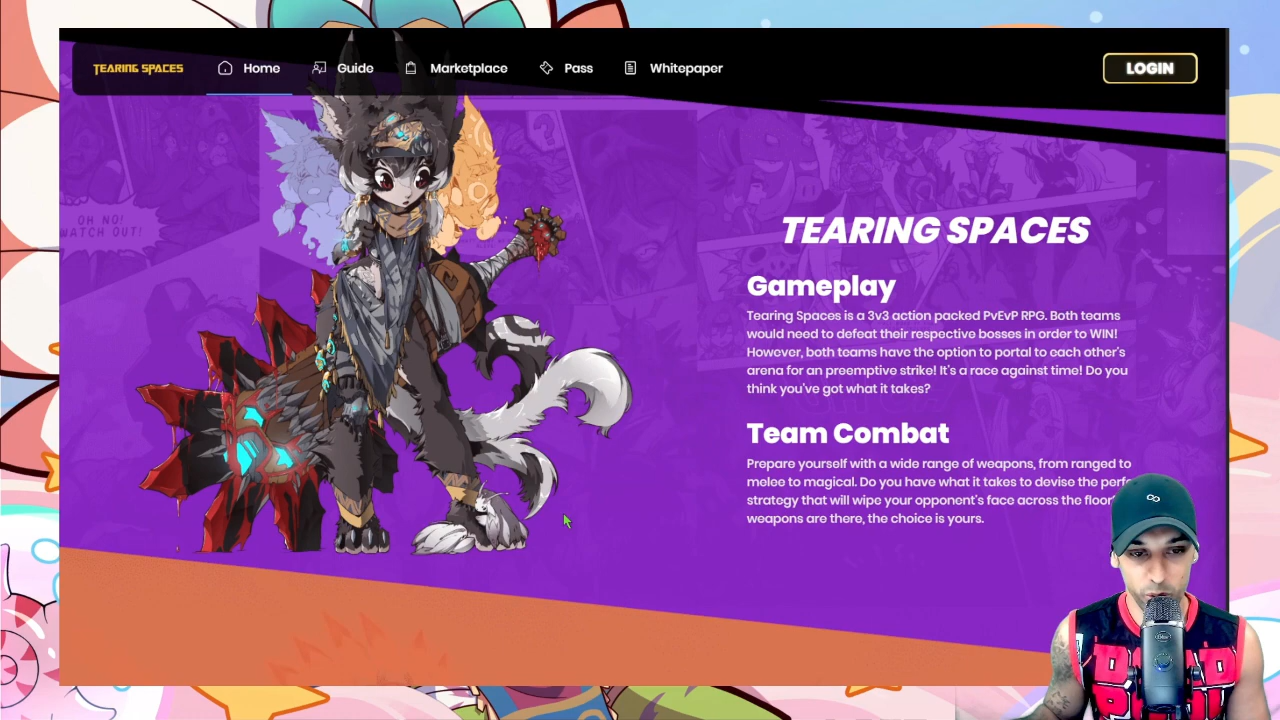 TEARING SPACES
Home
Guide
Marketplace
Pass
Whitepaper
LOGIN
OH NO!
WATCH OUT!
TEARING SPACES
Gameplay
Tearing Spaces is a 3v3 action packed PvEvP RPG. Both teams
would need to defeat their respective bosses in order to WIN!
However, both teams have the option to portal to each other's
arena for an preemptive strike! It's a race against time! Do you
think you've got what it takes?
Team Combat
Prepare yourself with a wide range of weapons, from ranged to
melee to magical. Do you have what it takes to devise the perfe
strategy that will wipe your opponent's face across the floor
weapons are there, the choice is yours.